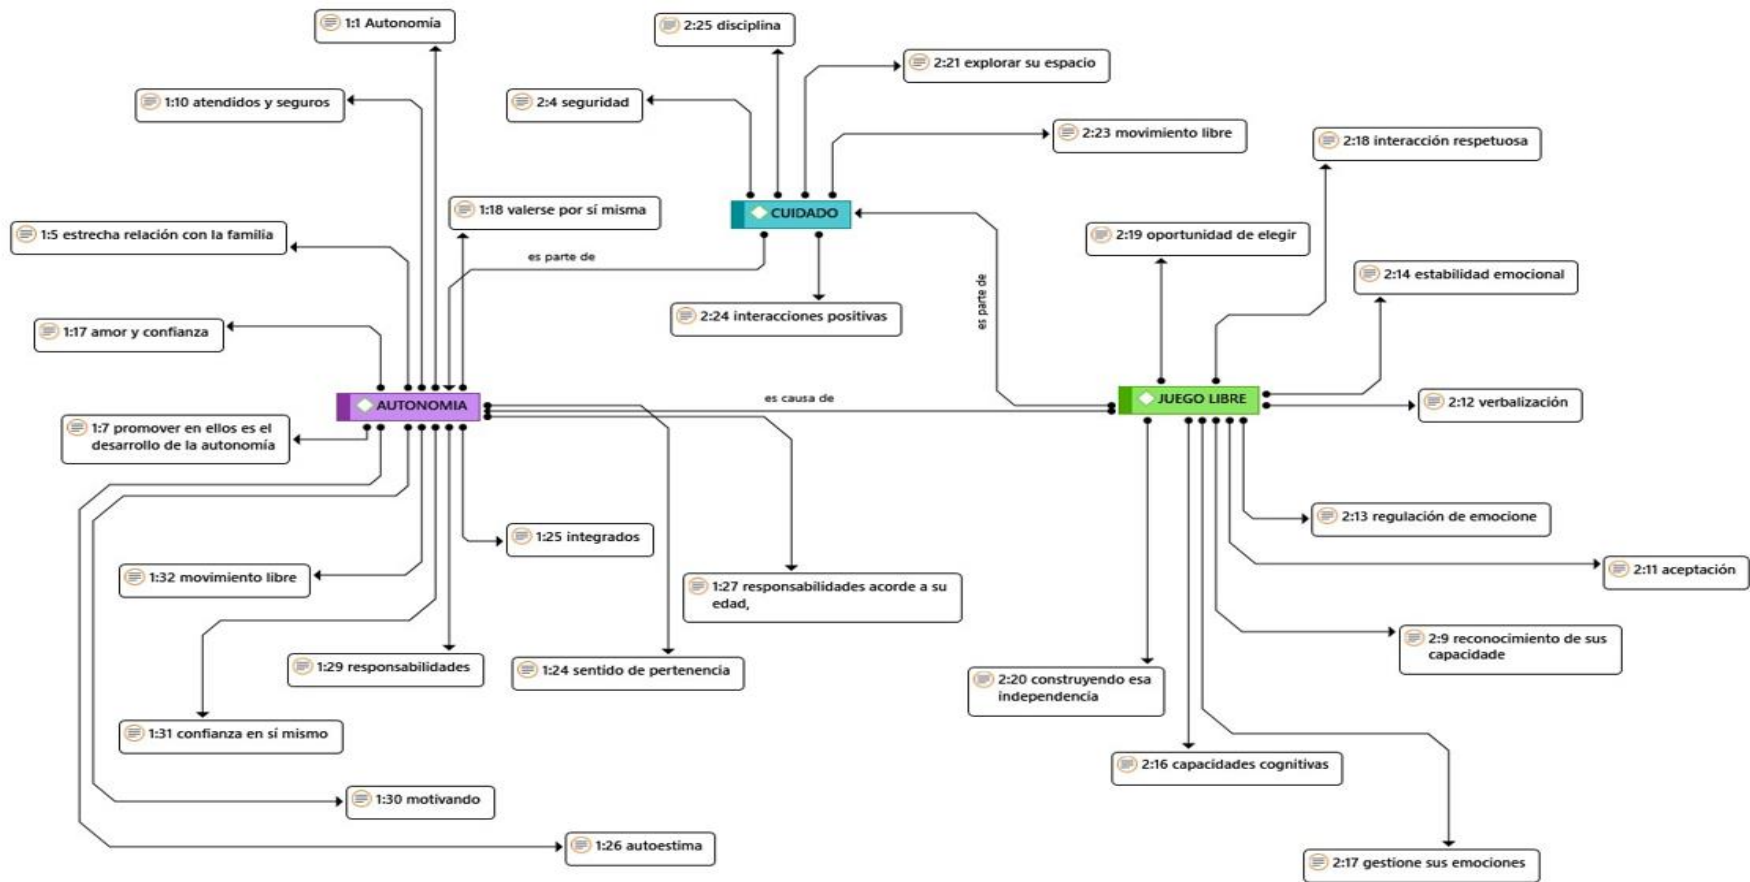 1:1 Autonomía
2:25 disciplina
2:21 explorar su espacio
1:10 atendidos y seguros
2:4 seguridad
2:23 movimiento libre
2:18 interacción respetuosa
1:18 valerse por sí misma
CUIDADO
1:5 estrecha relación con la familia
2:19 oportunidad de elegir
es parte de
2:14 estabilidad emocional
es parte de
2:24 interacciones positivas
1:17 amor y confianza
AUTONOMIA
es causa de
JUEGO LIBRE
2:12 verbalización
1:7 promover en ellos es el
desarrollo de la autonomía
2:13 regulación de emocione
1:25 integrados
2:11 aceptación
1:32 movimiento libre
1:27 responsabilidades acorde a su
edad,
2:9 reconocimiento de sus
capacidade
1:29 responsabilidades
1:24 sentido de pertenencia
2:20 construyendo esa
independencia
1:31 confianza en sí mismo
2:16 capacidades cognitivas
1:30 motivando
1:26 autoestima
2:17 gestione sus emociones